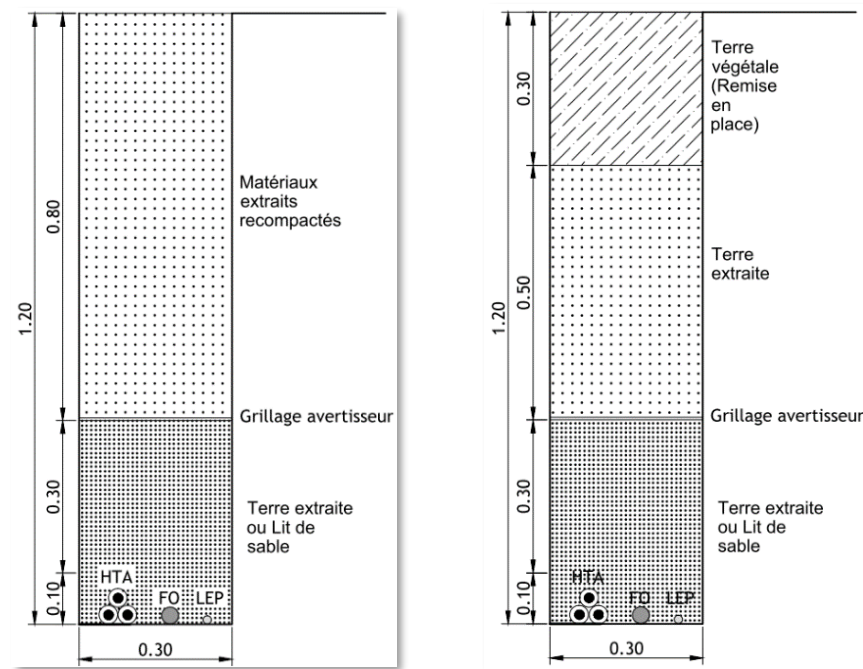 1.20
0.80
0.30
0.10
0.30
Matériaux
extraits
recompactés
Grillage avertisseur
Terre extraite
ou Lit de
sable
HTA
FO
LEP
1.20
0.30
0.50
0.30
0.10
0.30
Terre
végétale
(Remise
en
place)
Terre
extraite
Grillage avertisseur
Terre extraite
ou Lit de
sable
HTA
FO
LEP